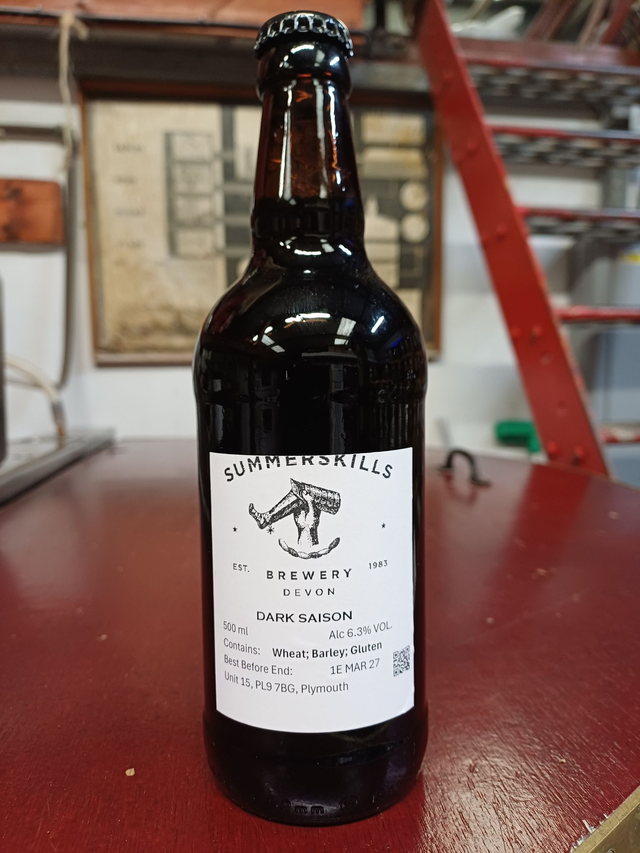 SUMMERSKILLS
EST. 1983
BREWERY
DEVON
DARK SAISON
500 ml Alc 6.3% VOL.
Contains: Wheat; Barley; Gluten
Best Before End: 1E MAR 27
Unit 15, PL9 7BG, Plymouth